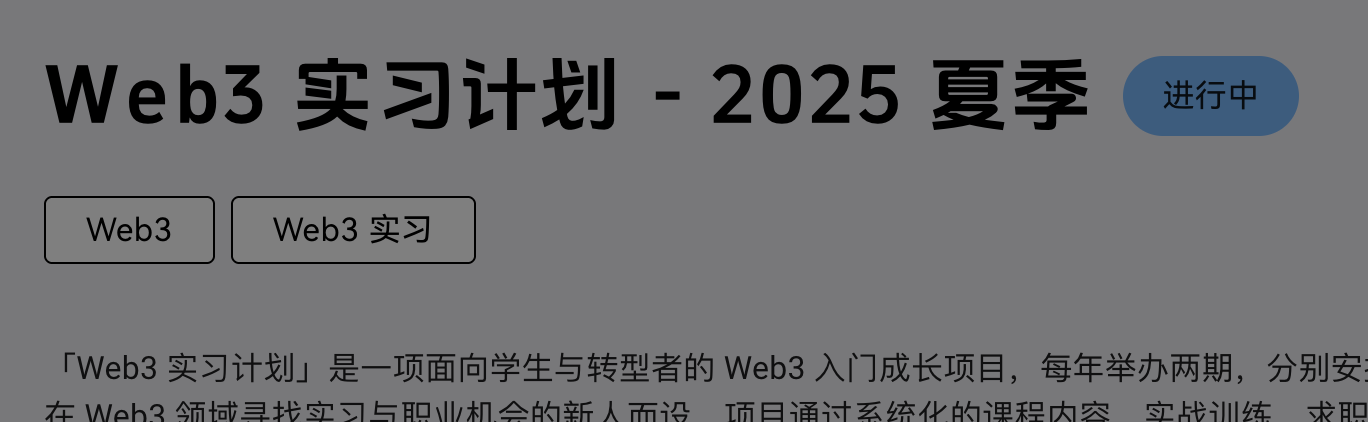 Web3 实习计划 - 2025 夏季
进行中
Web3
Web3 实习
「Web3 实习计划」是一项面向学生与转型者的 Web3 入门成长项目，每年举办两期，分别安
在 Web3 领域寻找实习与职业机会的新人而设。项目通过系统化的课程内容、实战训练、求职